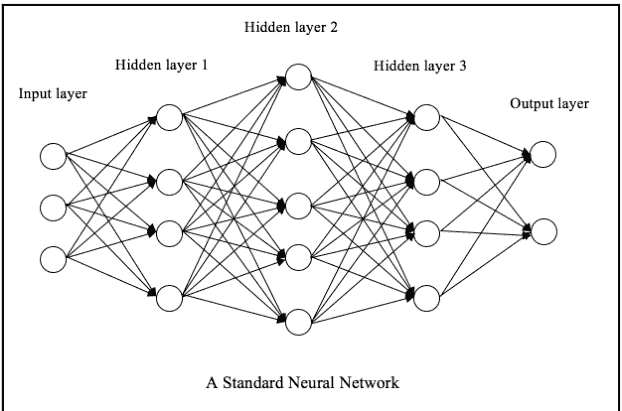 Hidden layer 2
Hidden layer 1
Hidden layer 3
Input layer
Output layer
A Standard Neural Network